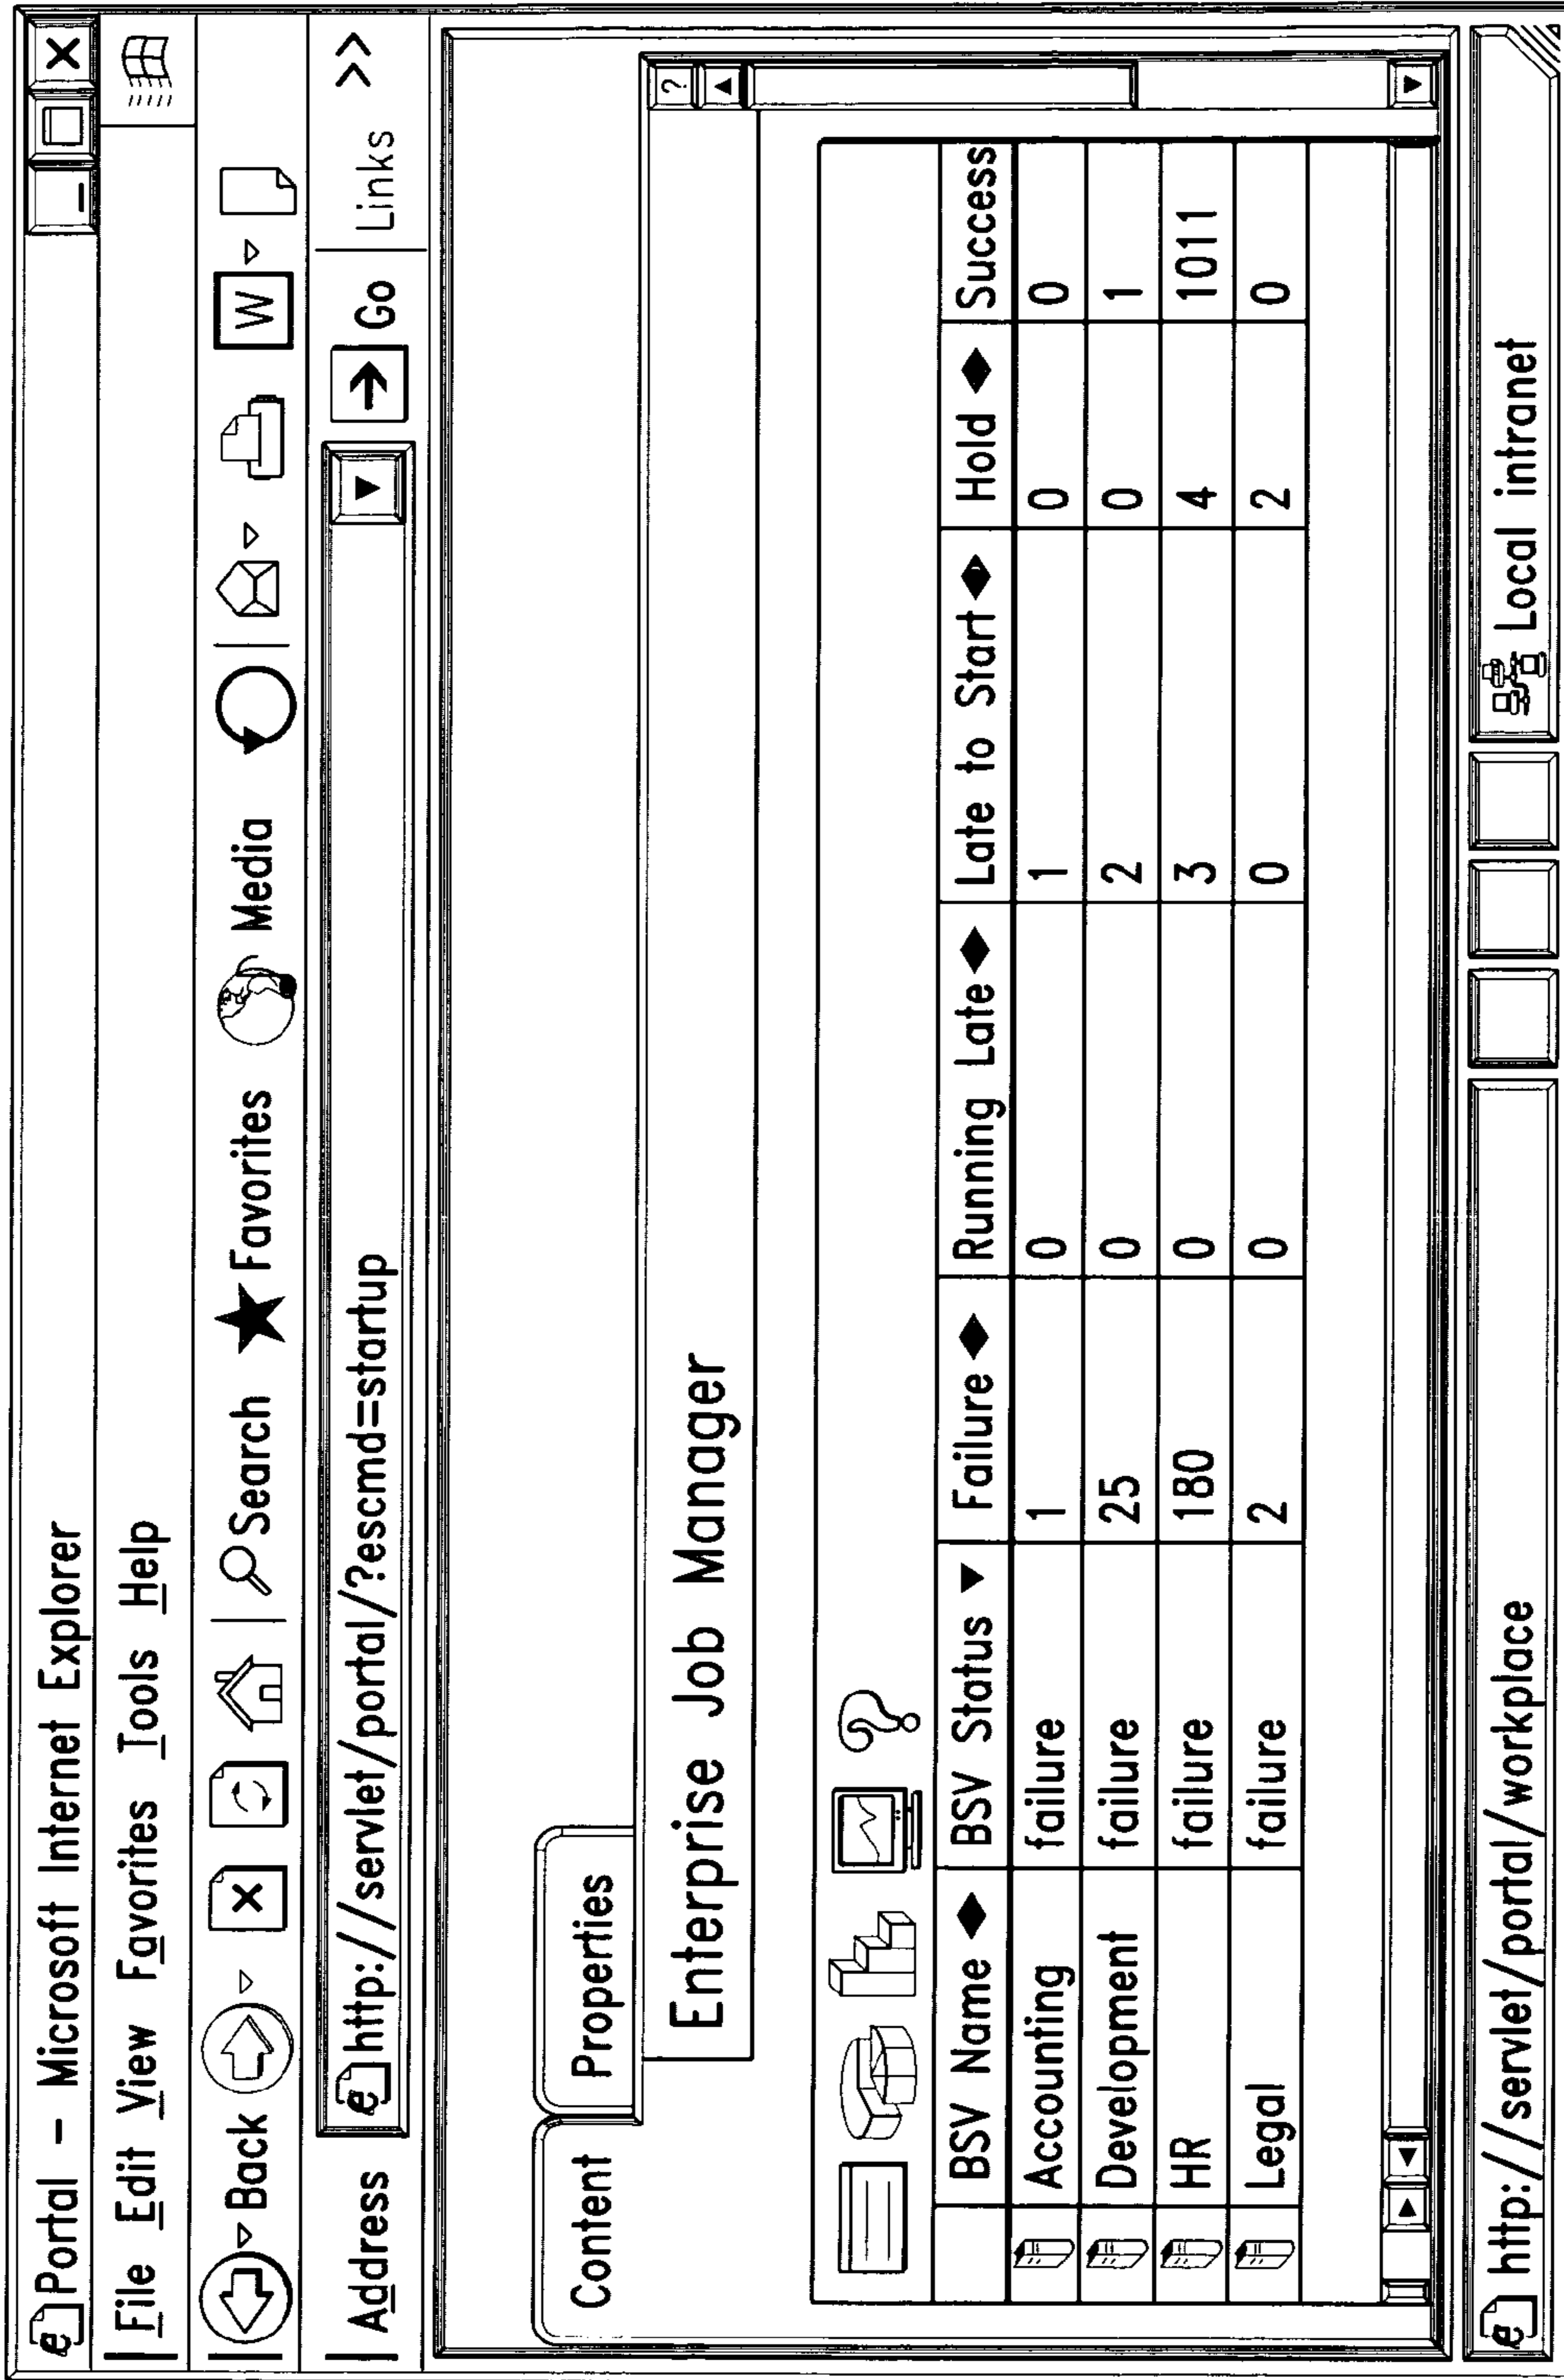 Portal – Microsoft Internet Explorer
File Edit View Favorites Tools Help
Back Search Favorites Media W
Address http://servlet/portal/?escmd=startup Go Links >>
Content Properties
Enterprise Job Manager ?
BSV Name BSV Status Failure Running Late Late to Start Hold Success
Accounting failure 1 0 1 0 0
Development failure 25 0 2 0 1
HR failure 180 0 3 4 1011
Legal failure 2 0 0 2 0
http://servlet/portal/workplace Local intranet